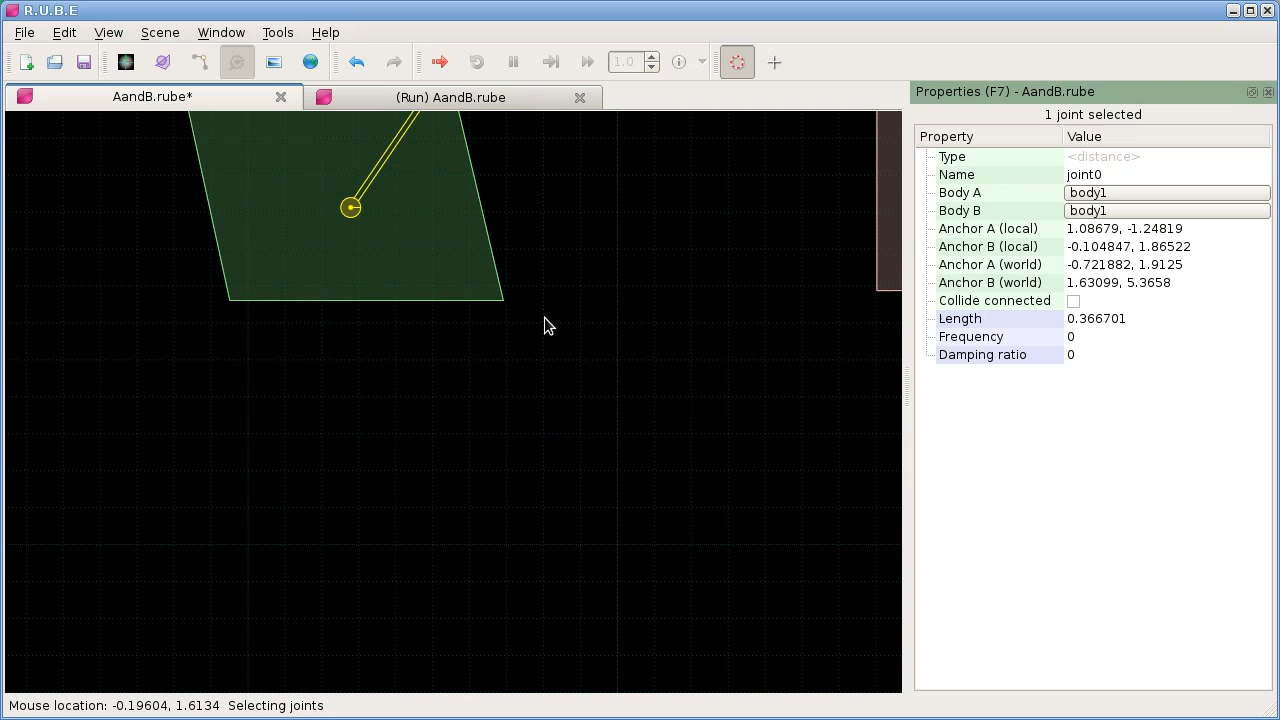 R.U.B.E
File Edit View Scene Window Tools Help
1.0
AandB.rube* (Run) AandB.rube
Properties (F7) - AandB.rube
1 joint selected
Property Value
Type <distance>
Name joint0
Body A body1
Body B body1
Anchor A (local) 1.08679, -1.24819
Anchor B (local) -0.104847, 1.86522
Anchor A (world) -0.721882, 1.9125
Anchor B (world) 1.63099, 5.3658
Collide connected
Length 0.366701
Frequency 0
Damping ratio 0
Mouse location: -0.19604, 1.6134 Selecting joints